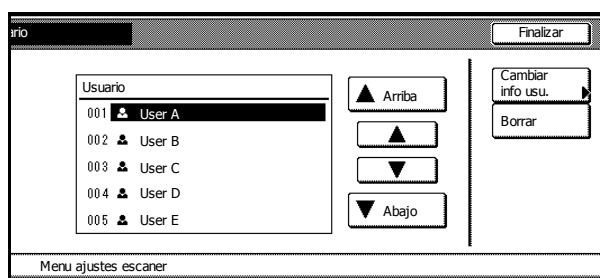 ario
Finalizar
Usuario
001 User A
002 User B
003 User C
004 User D
005 User E
Arriba
Abajo
Cambiar
info usu.
Borrar
Menu ajustes escaner